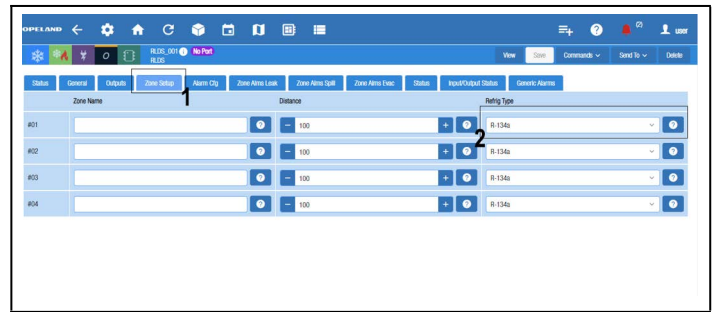 COPELAND
(7)
user
RLDS_001 No Port
RLDS
View Save Commands Send To Delete
Status General Outputs Zone Setup Alarm Cfg Zone Alms Leak Zone Alms Spill Zone Alms Evac Status Input/Output Status Generic Alarms
1
Zone Name Distance Refrig Type
2
#01 100 R-134a
#02 100 R-134a
#03 100 R-134a
#04 100 R-134a